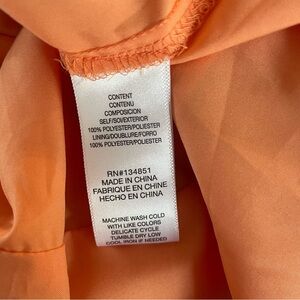 CONTENT
CONTENU
COMPOSICION
SELF/SOI/EXTERIOR
100% POLYESTER/POLIESTER
LINING/DOUBLURE/FORRO
100% POLYESTER/POLIESTER
RN#134851
MADE IN CHINA
FABRIQUE EN CHINE
HECHO EN CHINA
MACHINE WASH COLD
WITH LIKE COLORS
DELICATE CYCLE
TUMBLE DRY LOW
COOL IRON IF NEEDED